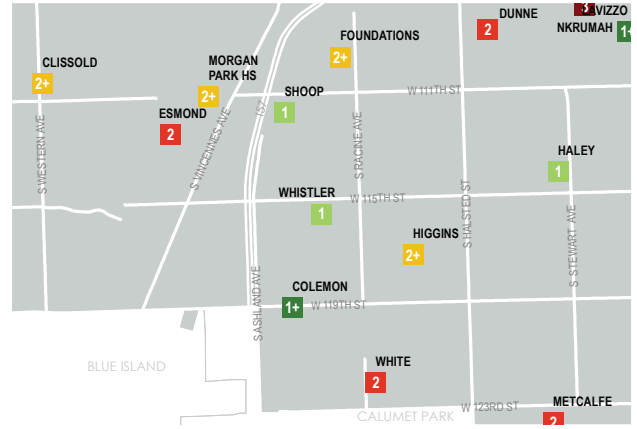 DUNNE
LAVIZZO
2
NKRUMAH
1+
FOUNDATIONS
2+
CLISSOLD
2+
MORGAN
PARK HS
2+
ESMOND
2
SHOOP
1
W 111TH ST
I57
S WESTERN AVE
S VINCENNES AVE
S RACINE AVE
HALEY
1
WHISTLER
1
W 115TH ST
S HALSTED ST
S. STEWART AVE
HIGGINS
2+
S ASHLAND AVE
COLEMON
1+
W 119TH ST
BLUE ISLAND
WHITE
2
W 123RD ST
METCALFE
2
CALUMET PARK